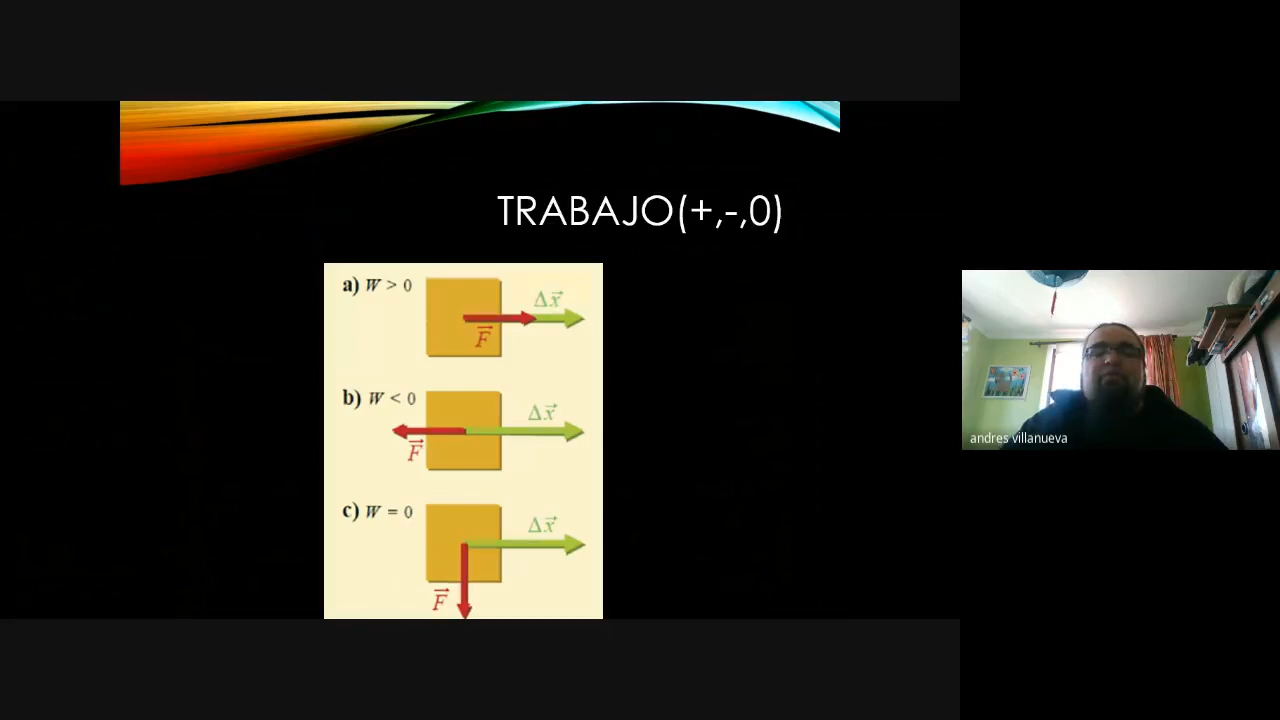 TRABAJO(+,-,0)
a) W > 0
Δx⃗
F⃗
b) W < 0
Δx⃗
F⃗
c) W = 0
Δx⃗
F⃗
andres villanueva